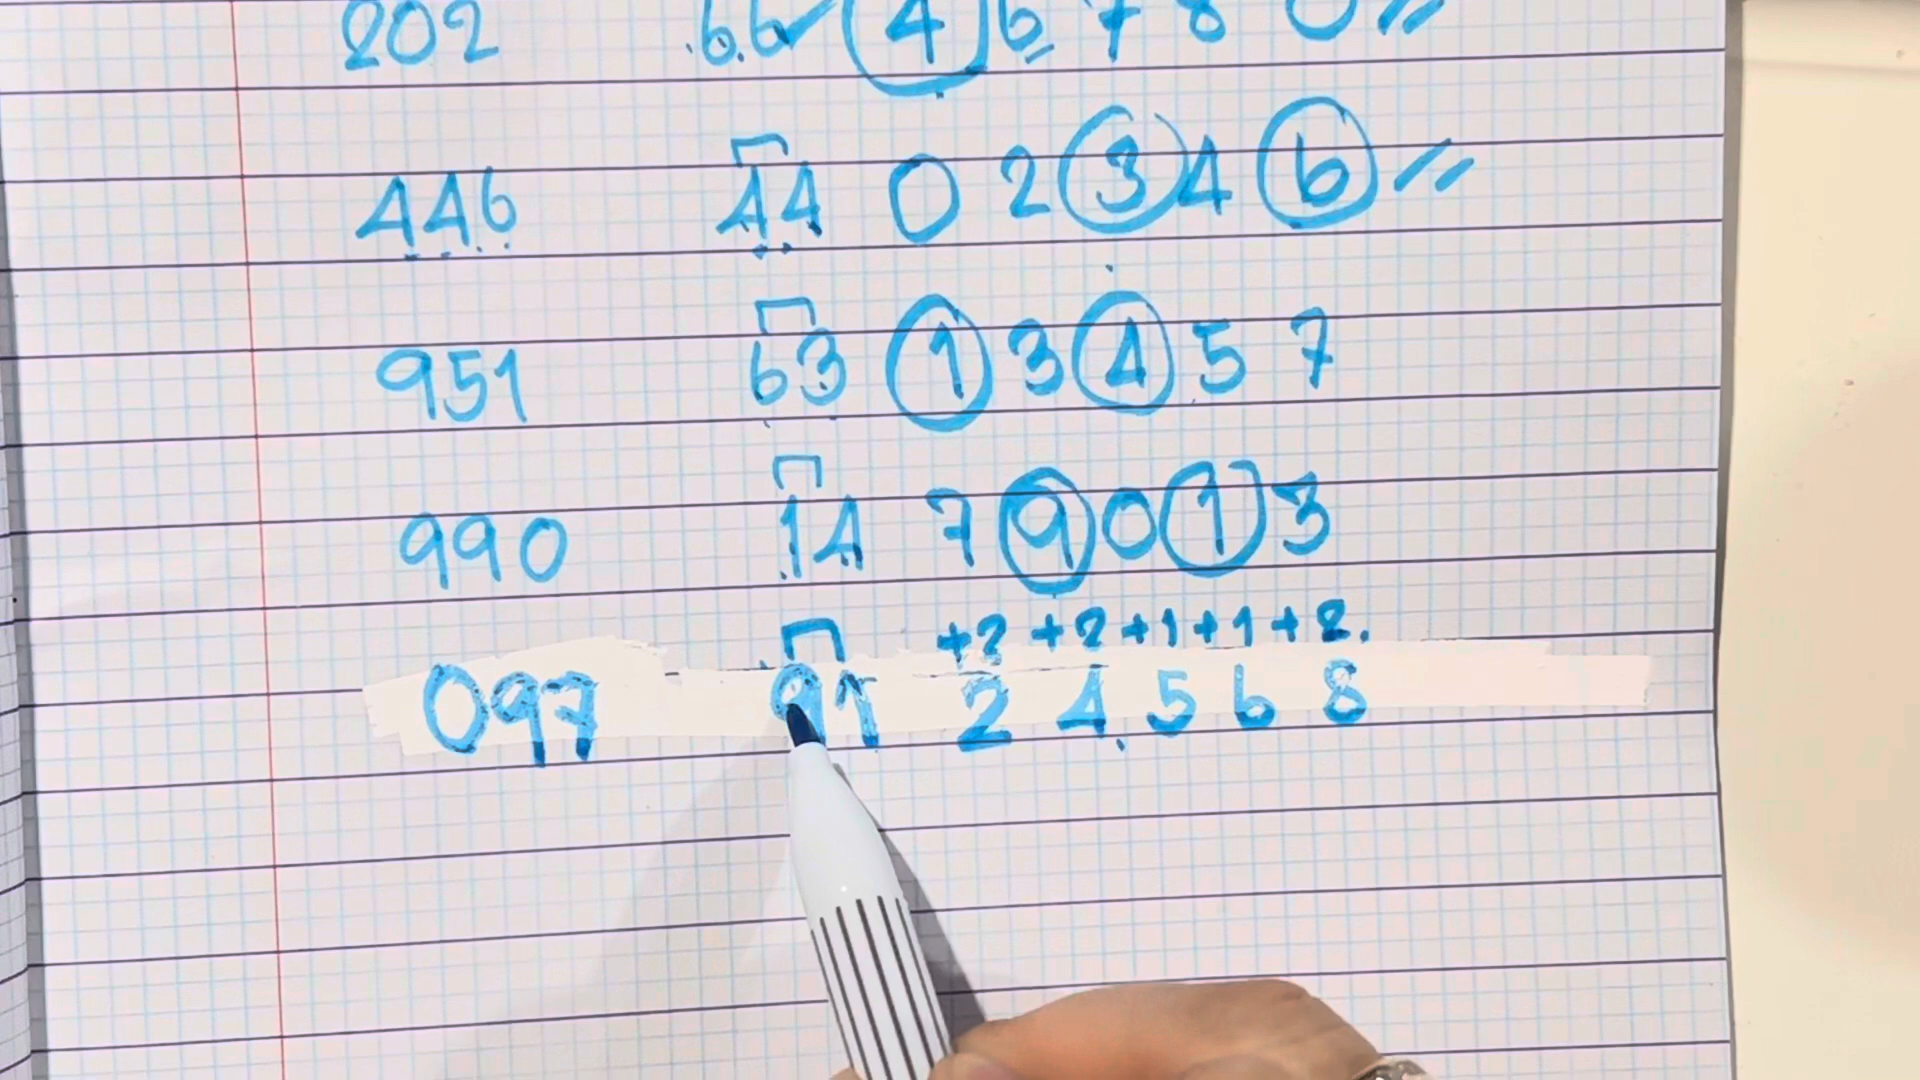 202 66 4 6 7 8 0
446 44 0 2 3 4 6
951 63 1 3 4 5 7
990 14 7 9 0 1 3
+2 +2 +1 +1 +2
097 91 2 4 5 6 8